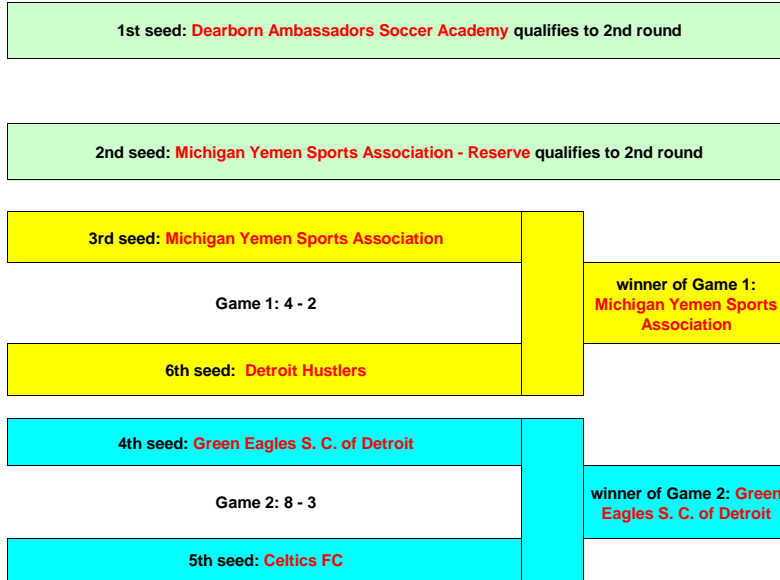 1st seed: Dearborn Ambassadors Soccer Academy qualifies to 2nd round
2nd seed: Michigan Yemen Sports Association - Reserve qualifies to 2nd round
3rd seed: Michigan Yemen Sports Association
Game 1: 4 - 2
winner of Game 1:
Michigan Yemen Sports
Association
6th seed: Detroit Hustlers
4th seed: Green Eagles S. C. of Detroit
Game 2: 8 - 3
winner of Game 2: Green
Eagles S. C. of Detroit
5th seed: Celtics FC